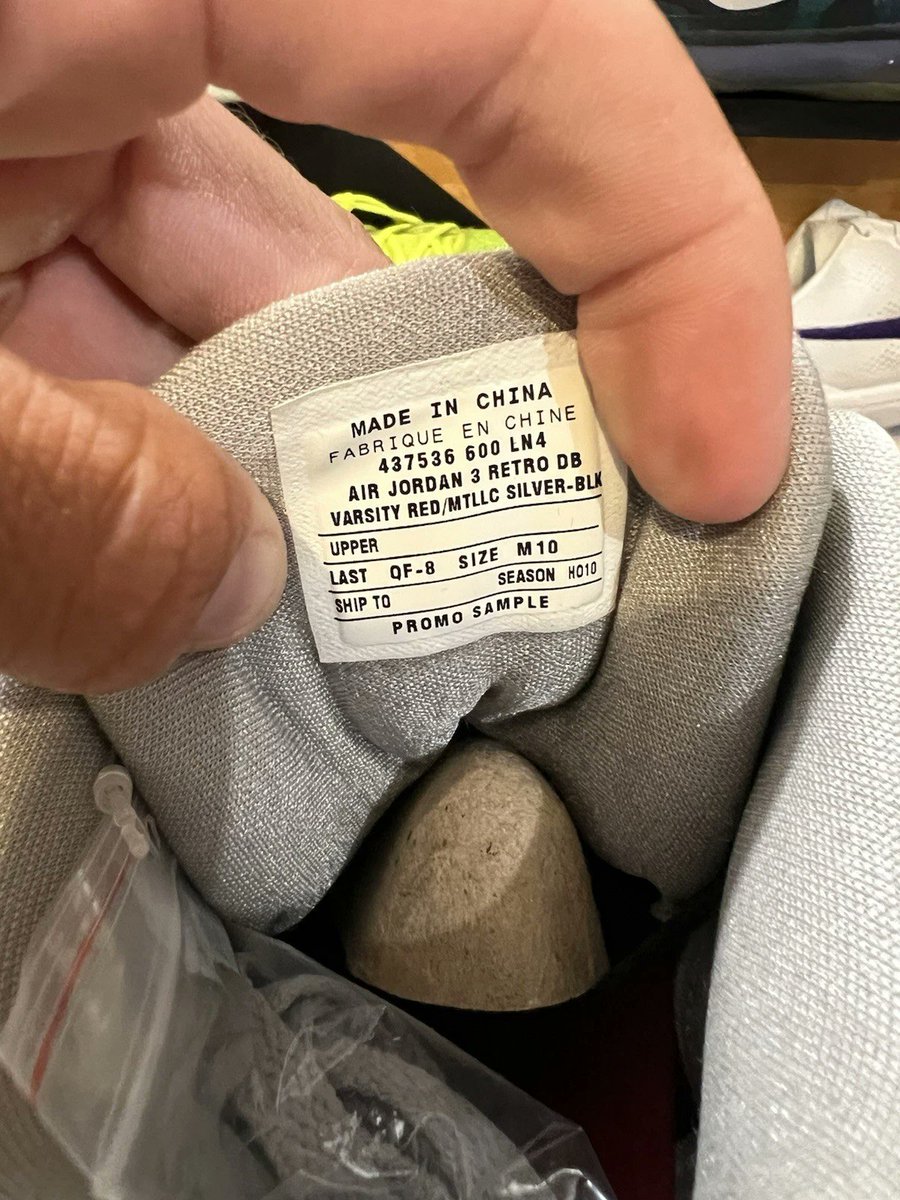 MADE IN CHINA
FABRIQUE EN CHINE
437536 600 LN4
AIR JORDAN 3 RETRO DB
VARSITY RED/MTLLC SILVER-BLK
UPPER
LAST QF-8 SIZE M10
SHIP TO SEASON HO10
PROMO SAMPLE